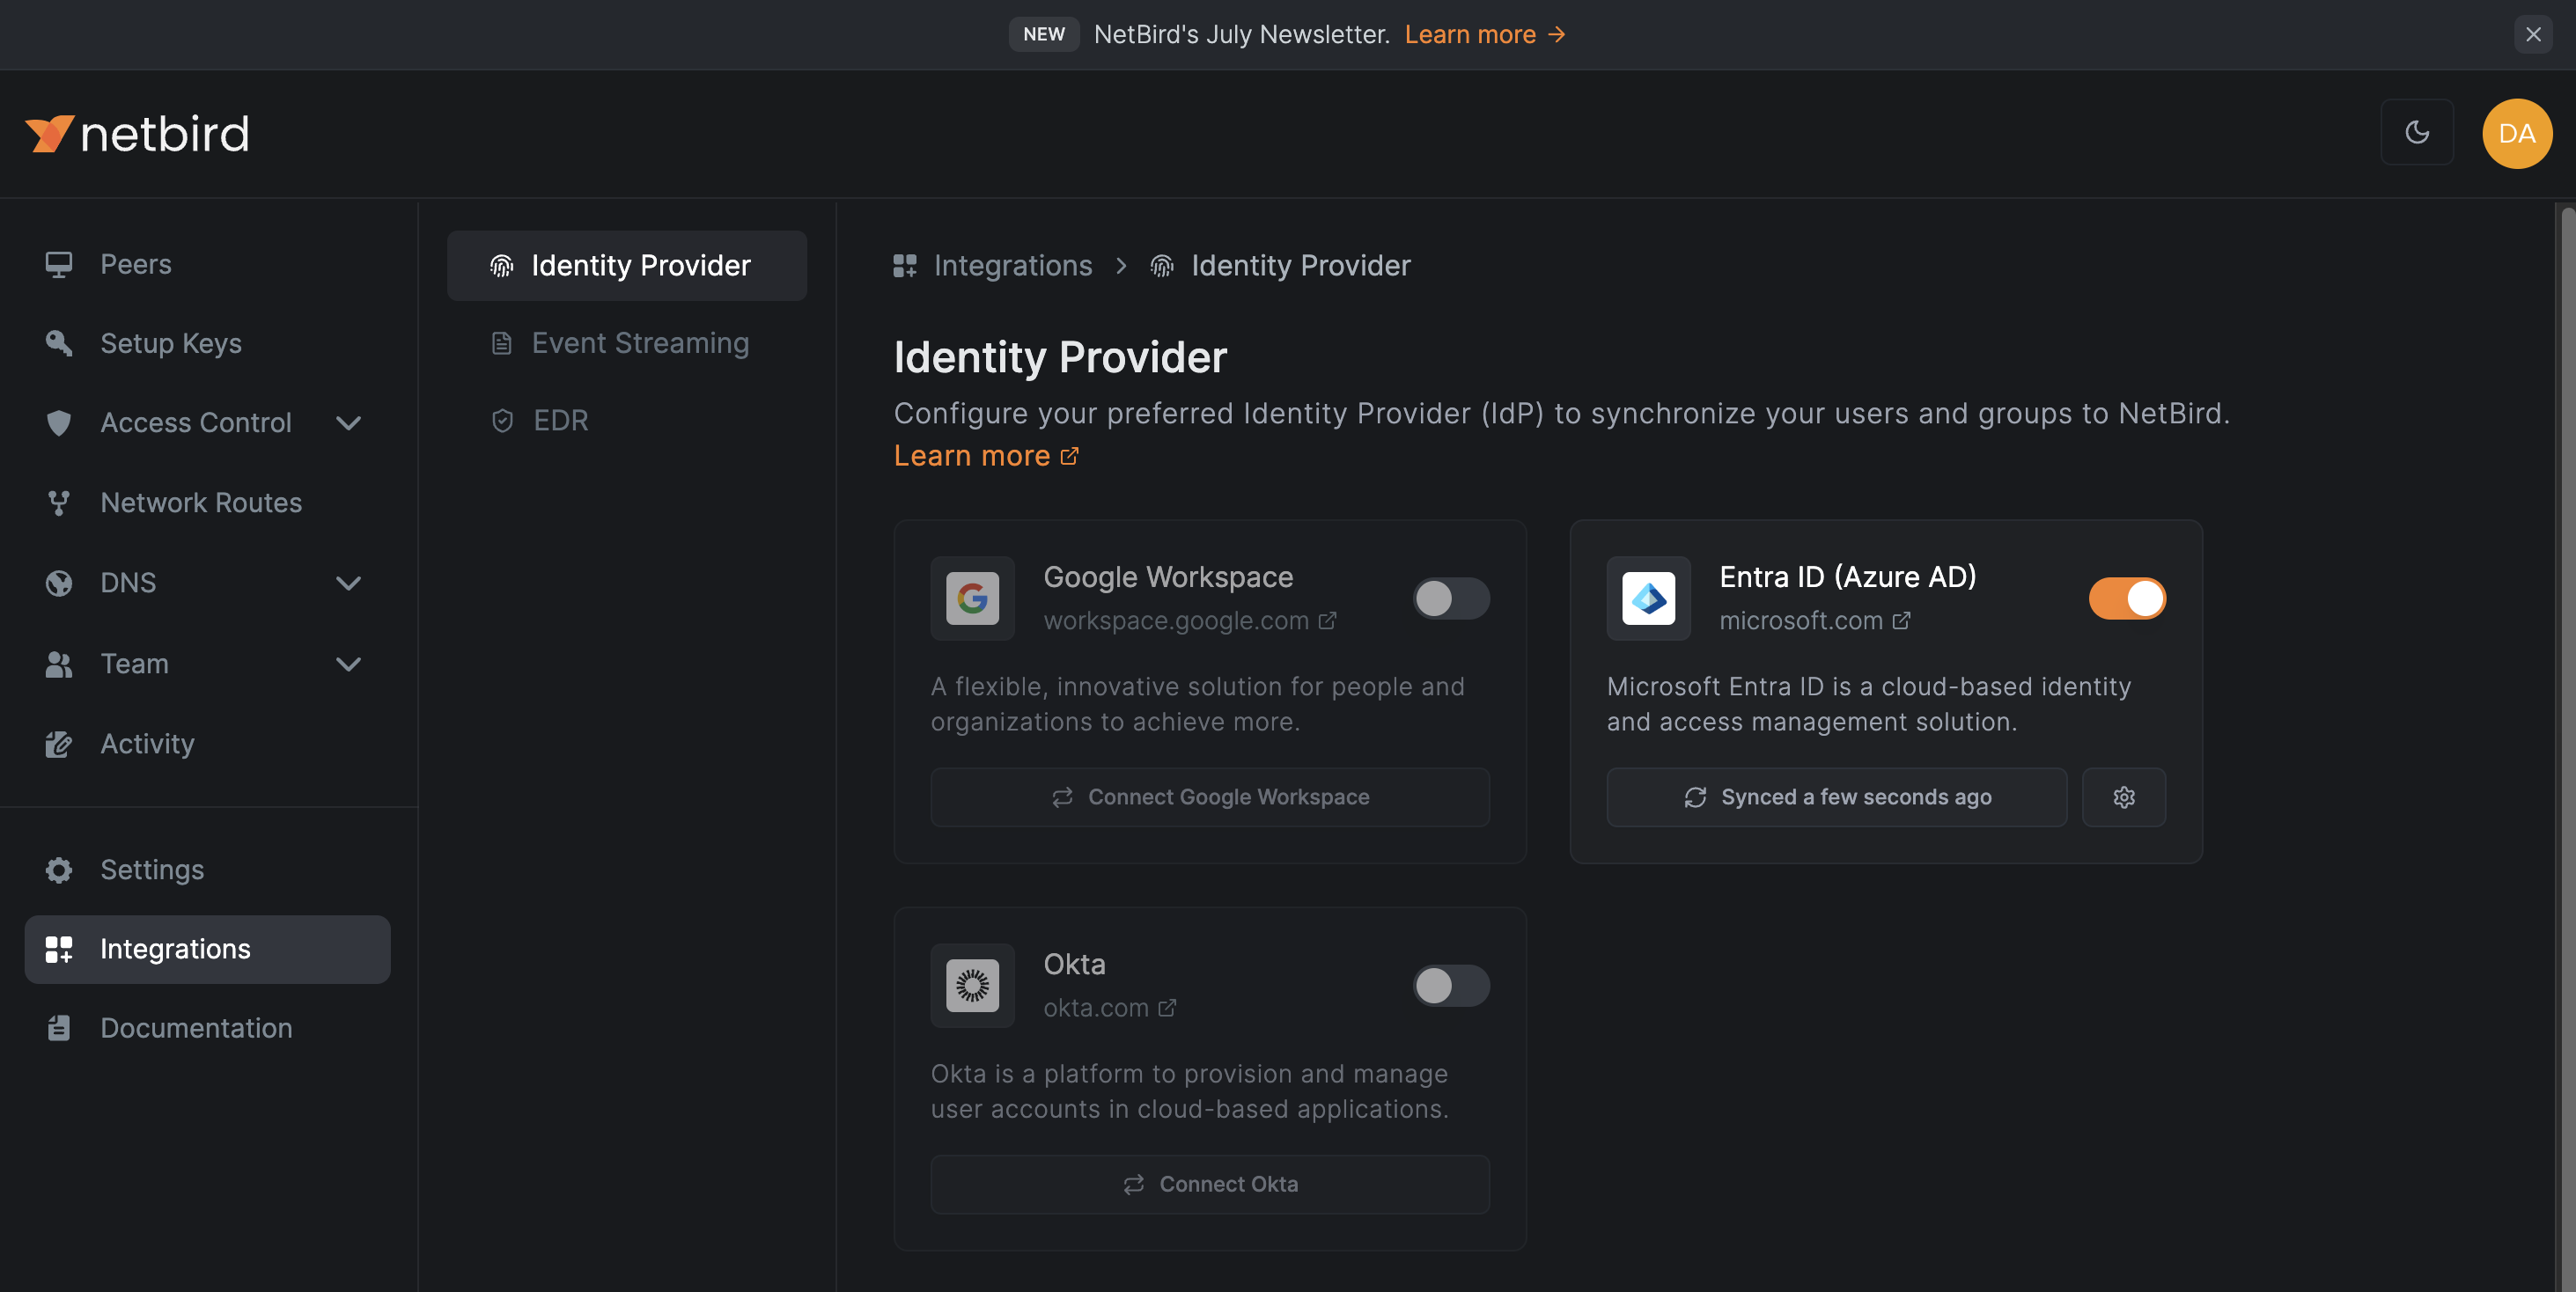 NEW NetBird's July Newsletter. Learn more →
netbird
DA
Peers
Setup Keys
Access Control
Network Routes
DNS
Team
Activity
Settings
Integrations
Documentation
Identity Provider
Event Streaming
EDR
Integrations > Identity Provider
Identity Provider
Configure your preferred Identity Provider (IdP) to synchronize your users and groups to NetBird.
Learn more
Google Workspace
workspace.google.com
A flexible, innovative solution for people and
organizations to achieve more.
Connect Google Workspace
Entra ID (Azure AD)
microsoft.com
Microsoft Entra ID is a cloud-based identity
and access management solution.
Synced a few seconds ago
Okta
okta.com
Okta is a platform to provision and manage
user accounts in cloud-based applications.
Connect Okta